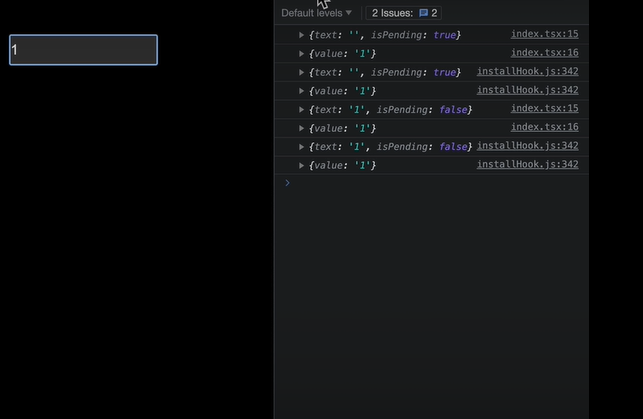 Default levels ▼ 2 Issues: 2
1
▶ {text: '', isPending: true} index.tsx:15
▶ {value: '1'} index.tsx:16
▶ {text: '', isPending: true} installHook.js:342
▶ {value: '1'} installHook.js:342
▶ {text: '1', isPending: false} index.tsx:15
▶ {value: '1'} index.tsx:16
▶ {text: '1', isPending: false} installHook.js:342
▶ {value: '1'} installHook.js:342
>